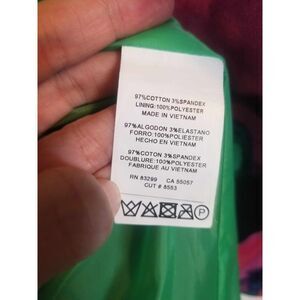 97%COTTON 3%SPANDEX
LINING:100%POLYESTER
MADE IN VIETNAM
97%ALGODON 3%ELASTANO
FORRO:100%POLIESTER
HECHO EN VIETNAM
97%COTON 3%SPANDEX
DOUBLURE:100%POLYESTER
FABRIQUE AU VIETNAM
RN 83299 CA 55057
CUT # 8553
P